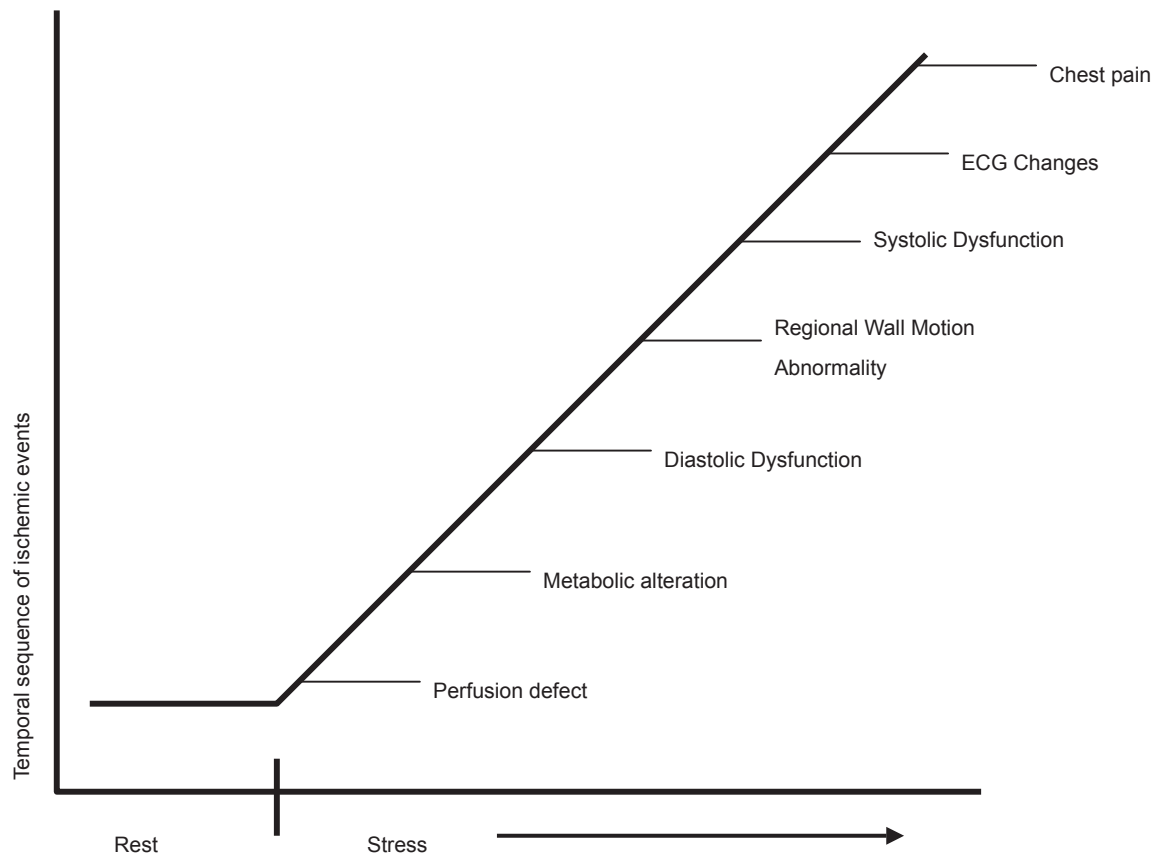 Chest pain
ECG Changes
Systolic Dysfunction
Regional Wall Motion
Abnormality
Diastolic Dysfunction
Metabolic alteration
Perfusion defect
Temporal sequence of ischemic events
Rest
Stress